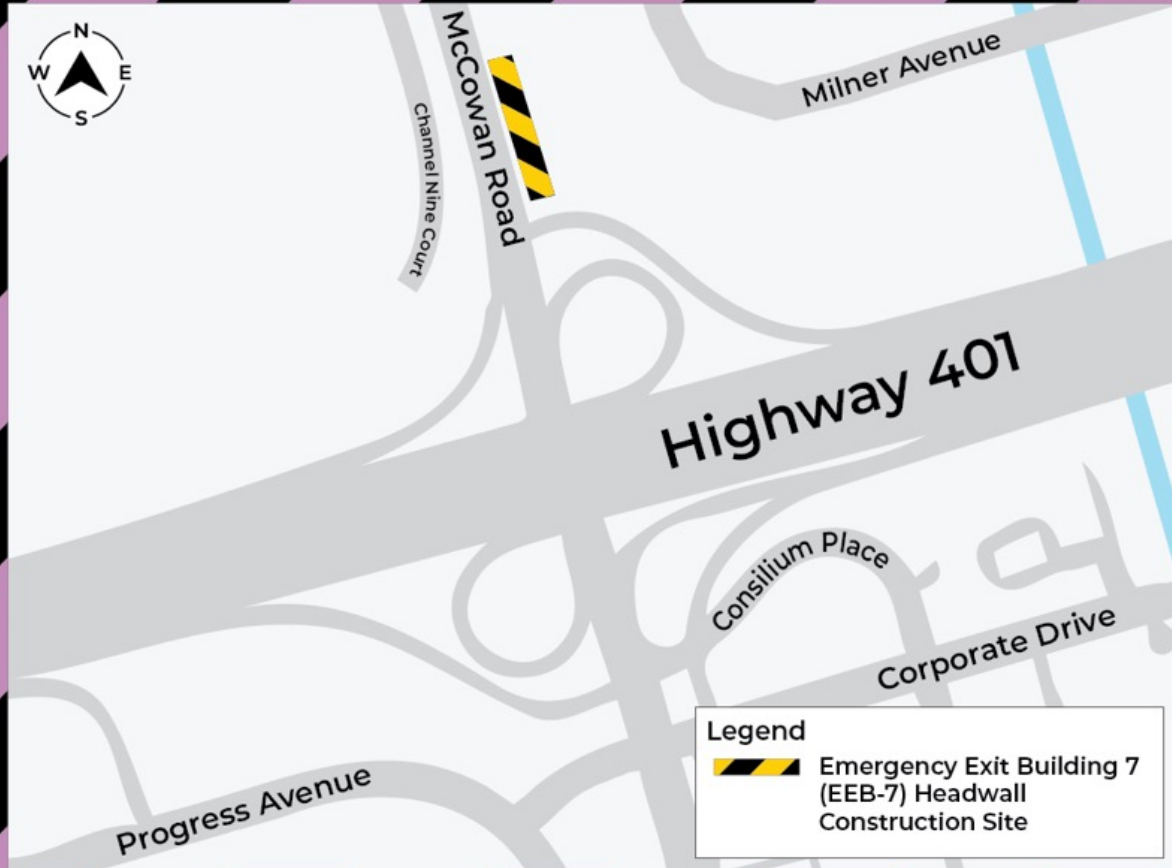 N
W E
S
McCowan Road
Channel Nine Court
Milner Avenue
Highway 401
Consilium Place
Corporate Drive
Progress Avenue
Legend
Emergency Exit Building 7
(EEB-7) Headwall
Construction Site